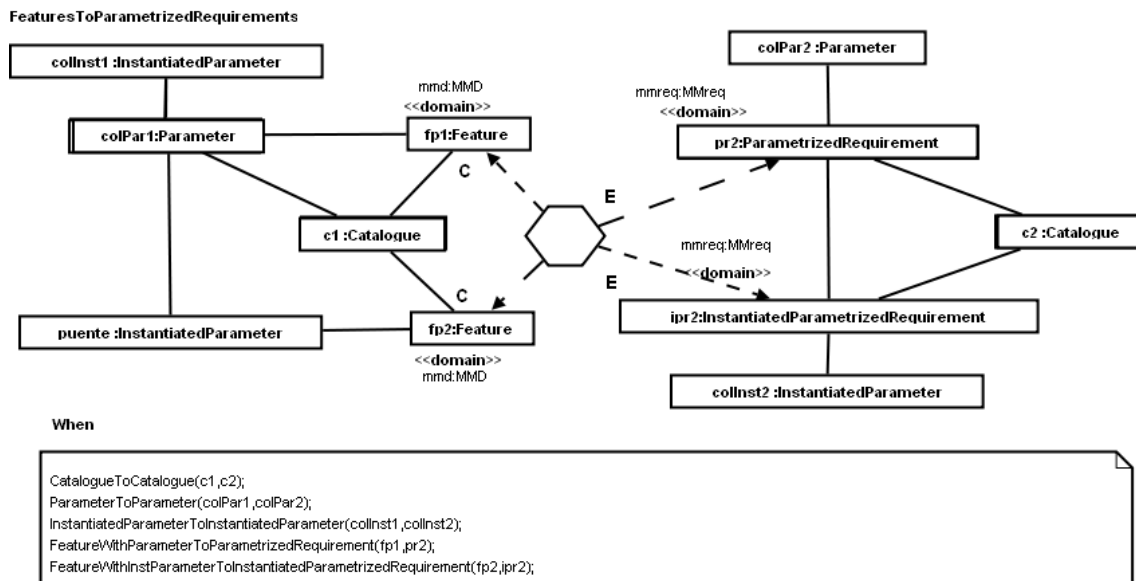 FeaturesToParametrizedRequirements
colInst1 :InstantiatedParameter
colPar1:Parameter
mmd:MMD
<<domain>>
fp1:Feature
C
c1 :Catalogue
C
puente :InstantiatedParameter
fp2:Feature
<<domain>>
mmd:MMD
colPar2 :Parameter
mmreq:MMreq
<<domain>>
pr2:ParametrizedRequirement
E
c2 :Catalogue
mmreq:MMreq
<<domain>>
E
ipr2:InstantiatedParametrizedRequirement
colInst2 :InstantiatedParameter
When
CatalogueToCatalogue(c1,c2);
ParameterToParameter(colPar1,colPar2);
InstantiatedParameterToInstantiatedParameter(colInst1,colInst2);
FeatureWithParameterToParametrizedRequirement(fp1,pr2);
FeatureWithInstParameterToInstantiatedParametrizedRequirement(fp2,ipr2);